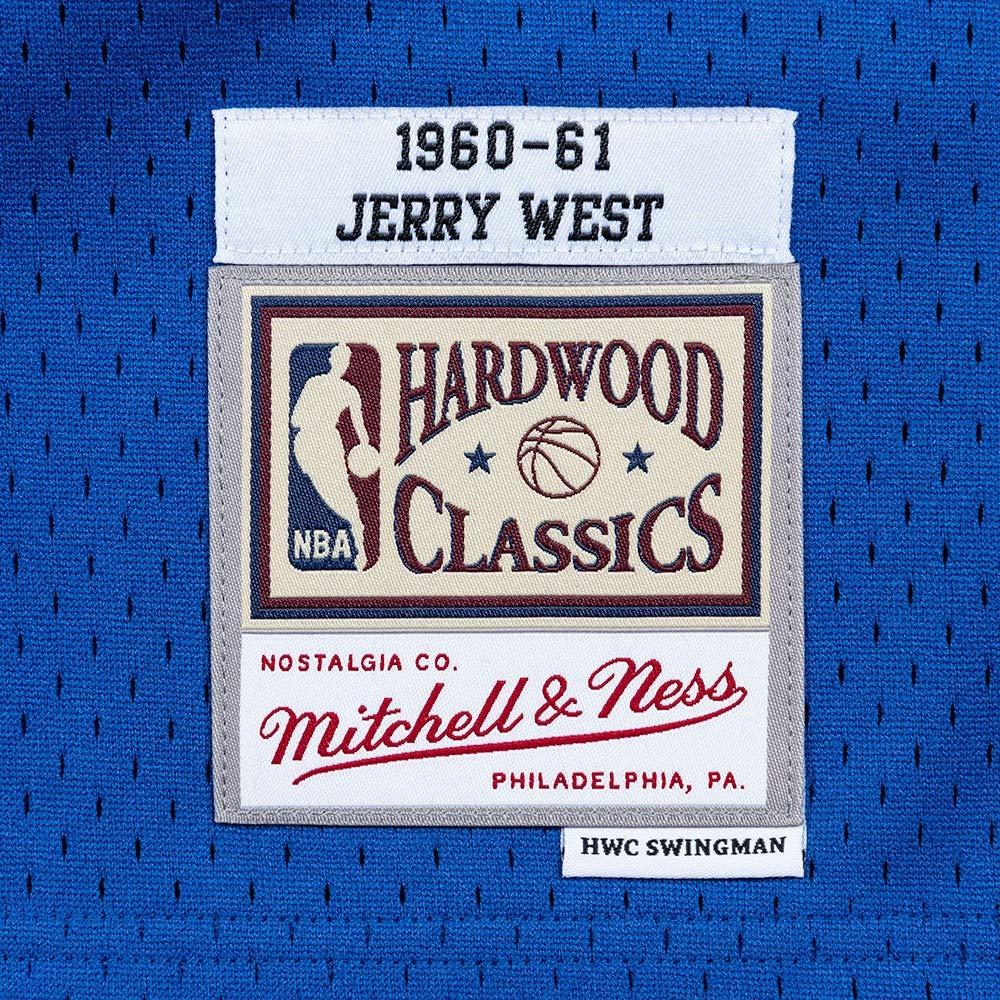 1960-61
JERRY WEST
HARDWOOD
CLASSICS
NBA
NOSTALGIA CO.
Mitchell & Ness
PHILADELPHIA, PA.
HWC SWINGMAN